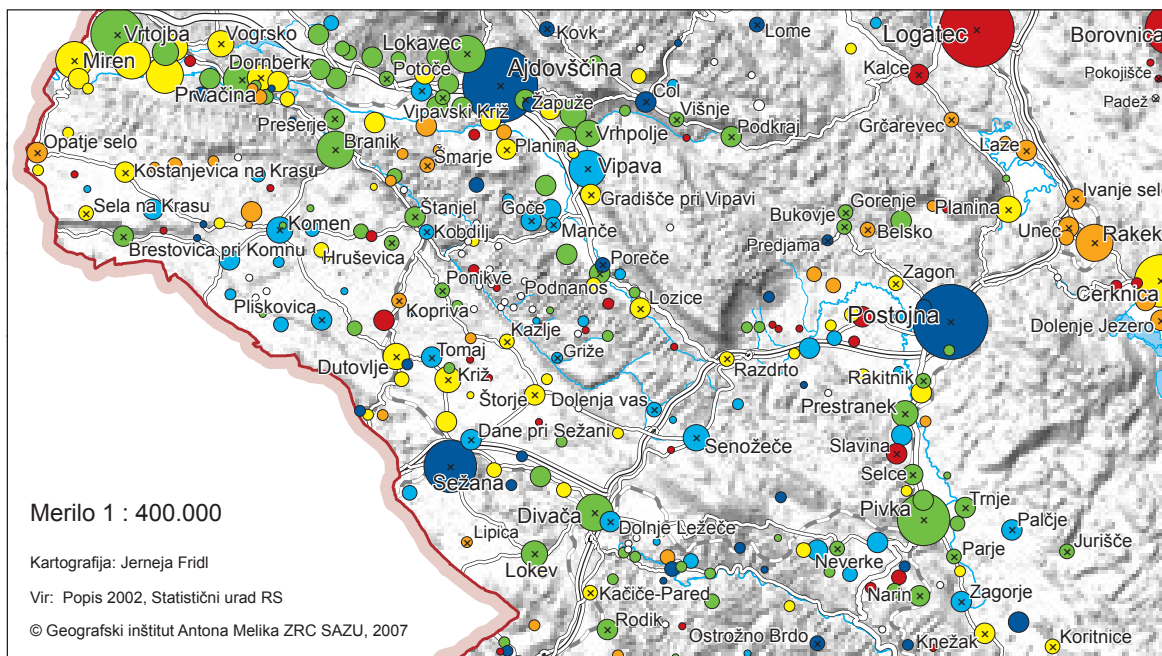 Vrtojba
Vogrsko
Lokavec
Kovk
Lome
Logatec
Borovnica
Miren
Dornberk
Potoče
Ajdovščina
Kalce
Pokojišče
Prvačina
Vipavski Križ
Žapuže
Col
Višnje
Padež
Preserje
Vrhpolje
Podkraj
Grčarevec
Opatje selo
Branik
Planina
Laze
Šmarje
Vipava
Kostanjevica na Krasu
Gradišče pri Vipavi
Ivanje selo
Sela na Krasu
Štanjel
Goče
Bukovje
Gorenje
Planina
Komen
Kobdilj
Manče
Belsko
Unec
Rakek
Brestovica pri Komnu
Predjama
Hruševica
Poreče
Ponikve
Podnanos
Zagon
Pliskovica
Kopriva
Lozice
Cerknica
Kazlje
Postojna
Dolenje Jezero
Tomaj
Griže
Dutovlje
Razdrto
Križ
Rakitnik
Štorje
Dolenja vas
Prestranek
Dane pri Sežani
Senožeče
Slavina
Sežana
Selce
Merilo 1 : 400.000
Divača
Pivka
Trnje
Dolnje Ležeče
Lipica
Palčje
Kartografija: Jerneja Fridl
Lokev
Neverke
Parje
Jurišče
Vir: Popis 2002, Statistični urad RS
Kačiče-Pared
Narin
Zagorje
© Geografski inštitut Antona Melika ZRC SAZU, 2007
Rodik
Ostrožno Brdo
Knežak
Koritnice